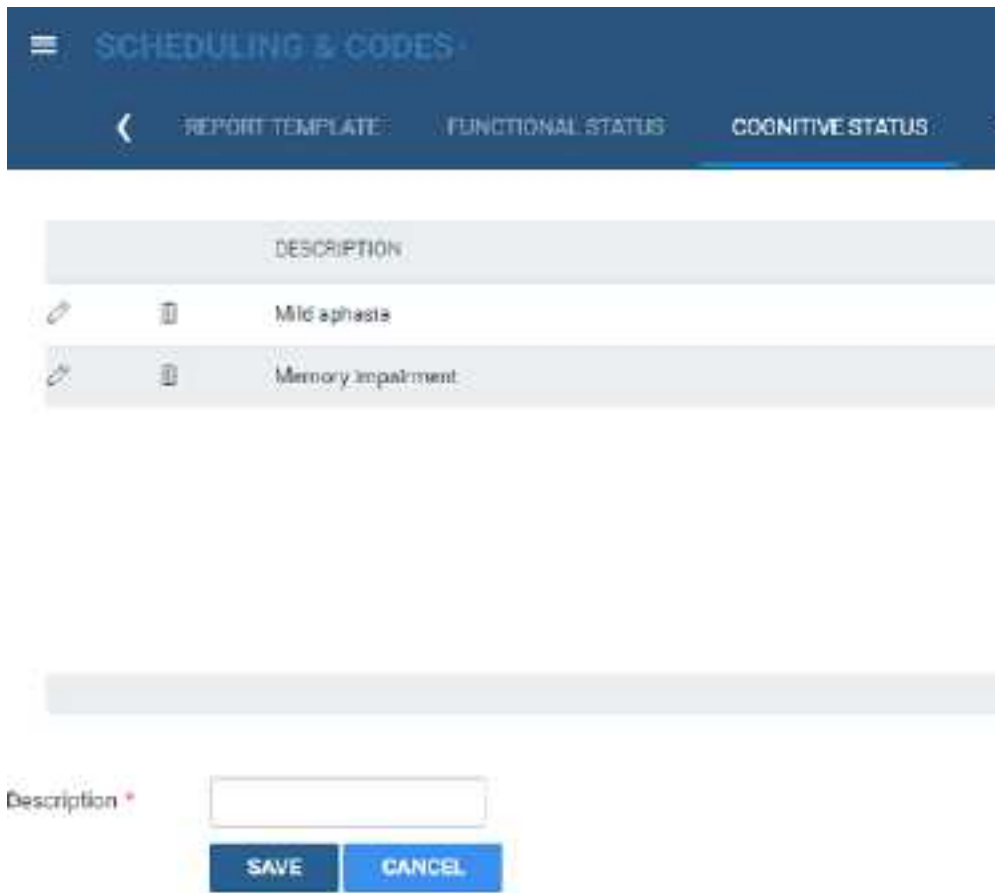 SCHEDULING & CODES
REPORT TEMPLATE FUNCTIONAL STATUS COGNITIVE STATUS
DESCRIPTION
Mild aphasia
Memory impairment
Description *
SAVE CANCEL